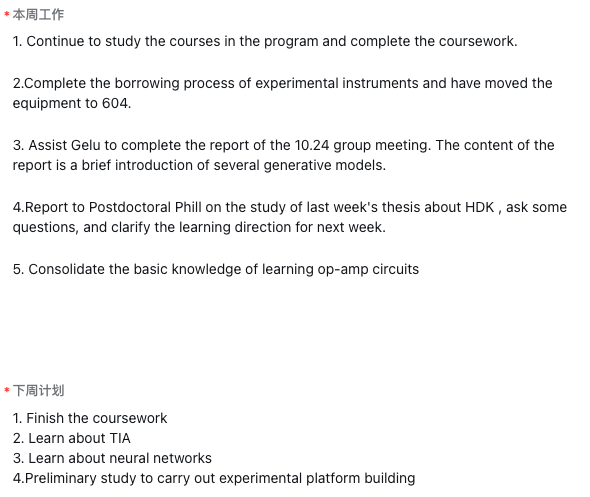 * 本周工作
1. Continue to study the courses in the program and complete the coursework.
2.Complete the borrowing process of experimental instruments and have moved the
equipment to 604.
3. Assist Gelu to complete the report of the 10.24 group meeting. The content of the
report is a brief introduction of several generative models.
4.Report to Postdoctoral Phill on the study of last week's thesis about HDK , ask some
questions, and clarify the learning direction for next week.
5. Consolidate the basic knowledge of learning op-amp circuits
* 下周计划
1. Finish the coursework
2. Learn about TIA
3. Learn about neural networks
4.Preliminary study to carry out experimental platform building